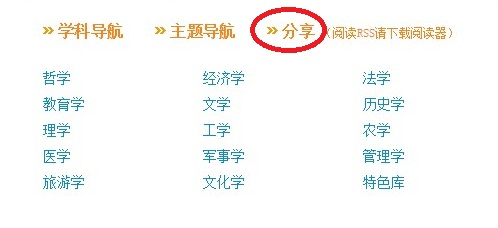 » 学科导航 » 主题导航 » 分享 （阅读RSS请下载阅读器）
哲学 经济学 法学
教育学 文学 历史学
理学 工学 农学
医学 军事学 管理学
旅游学 文化学 特色库